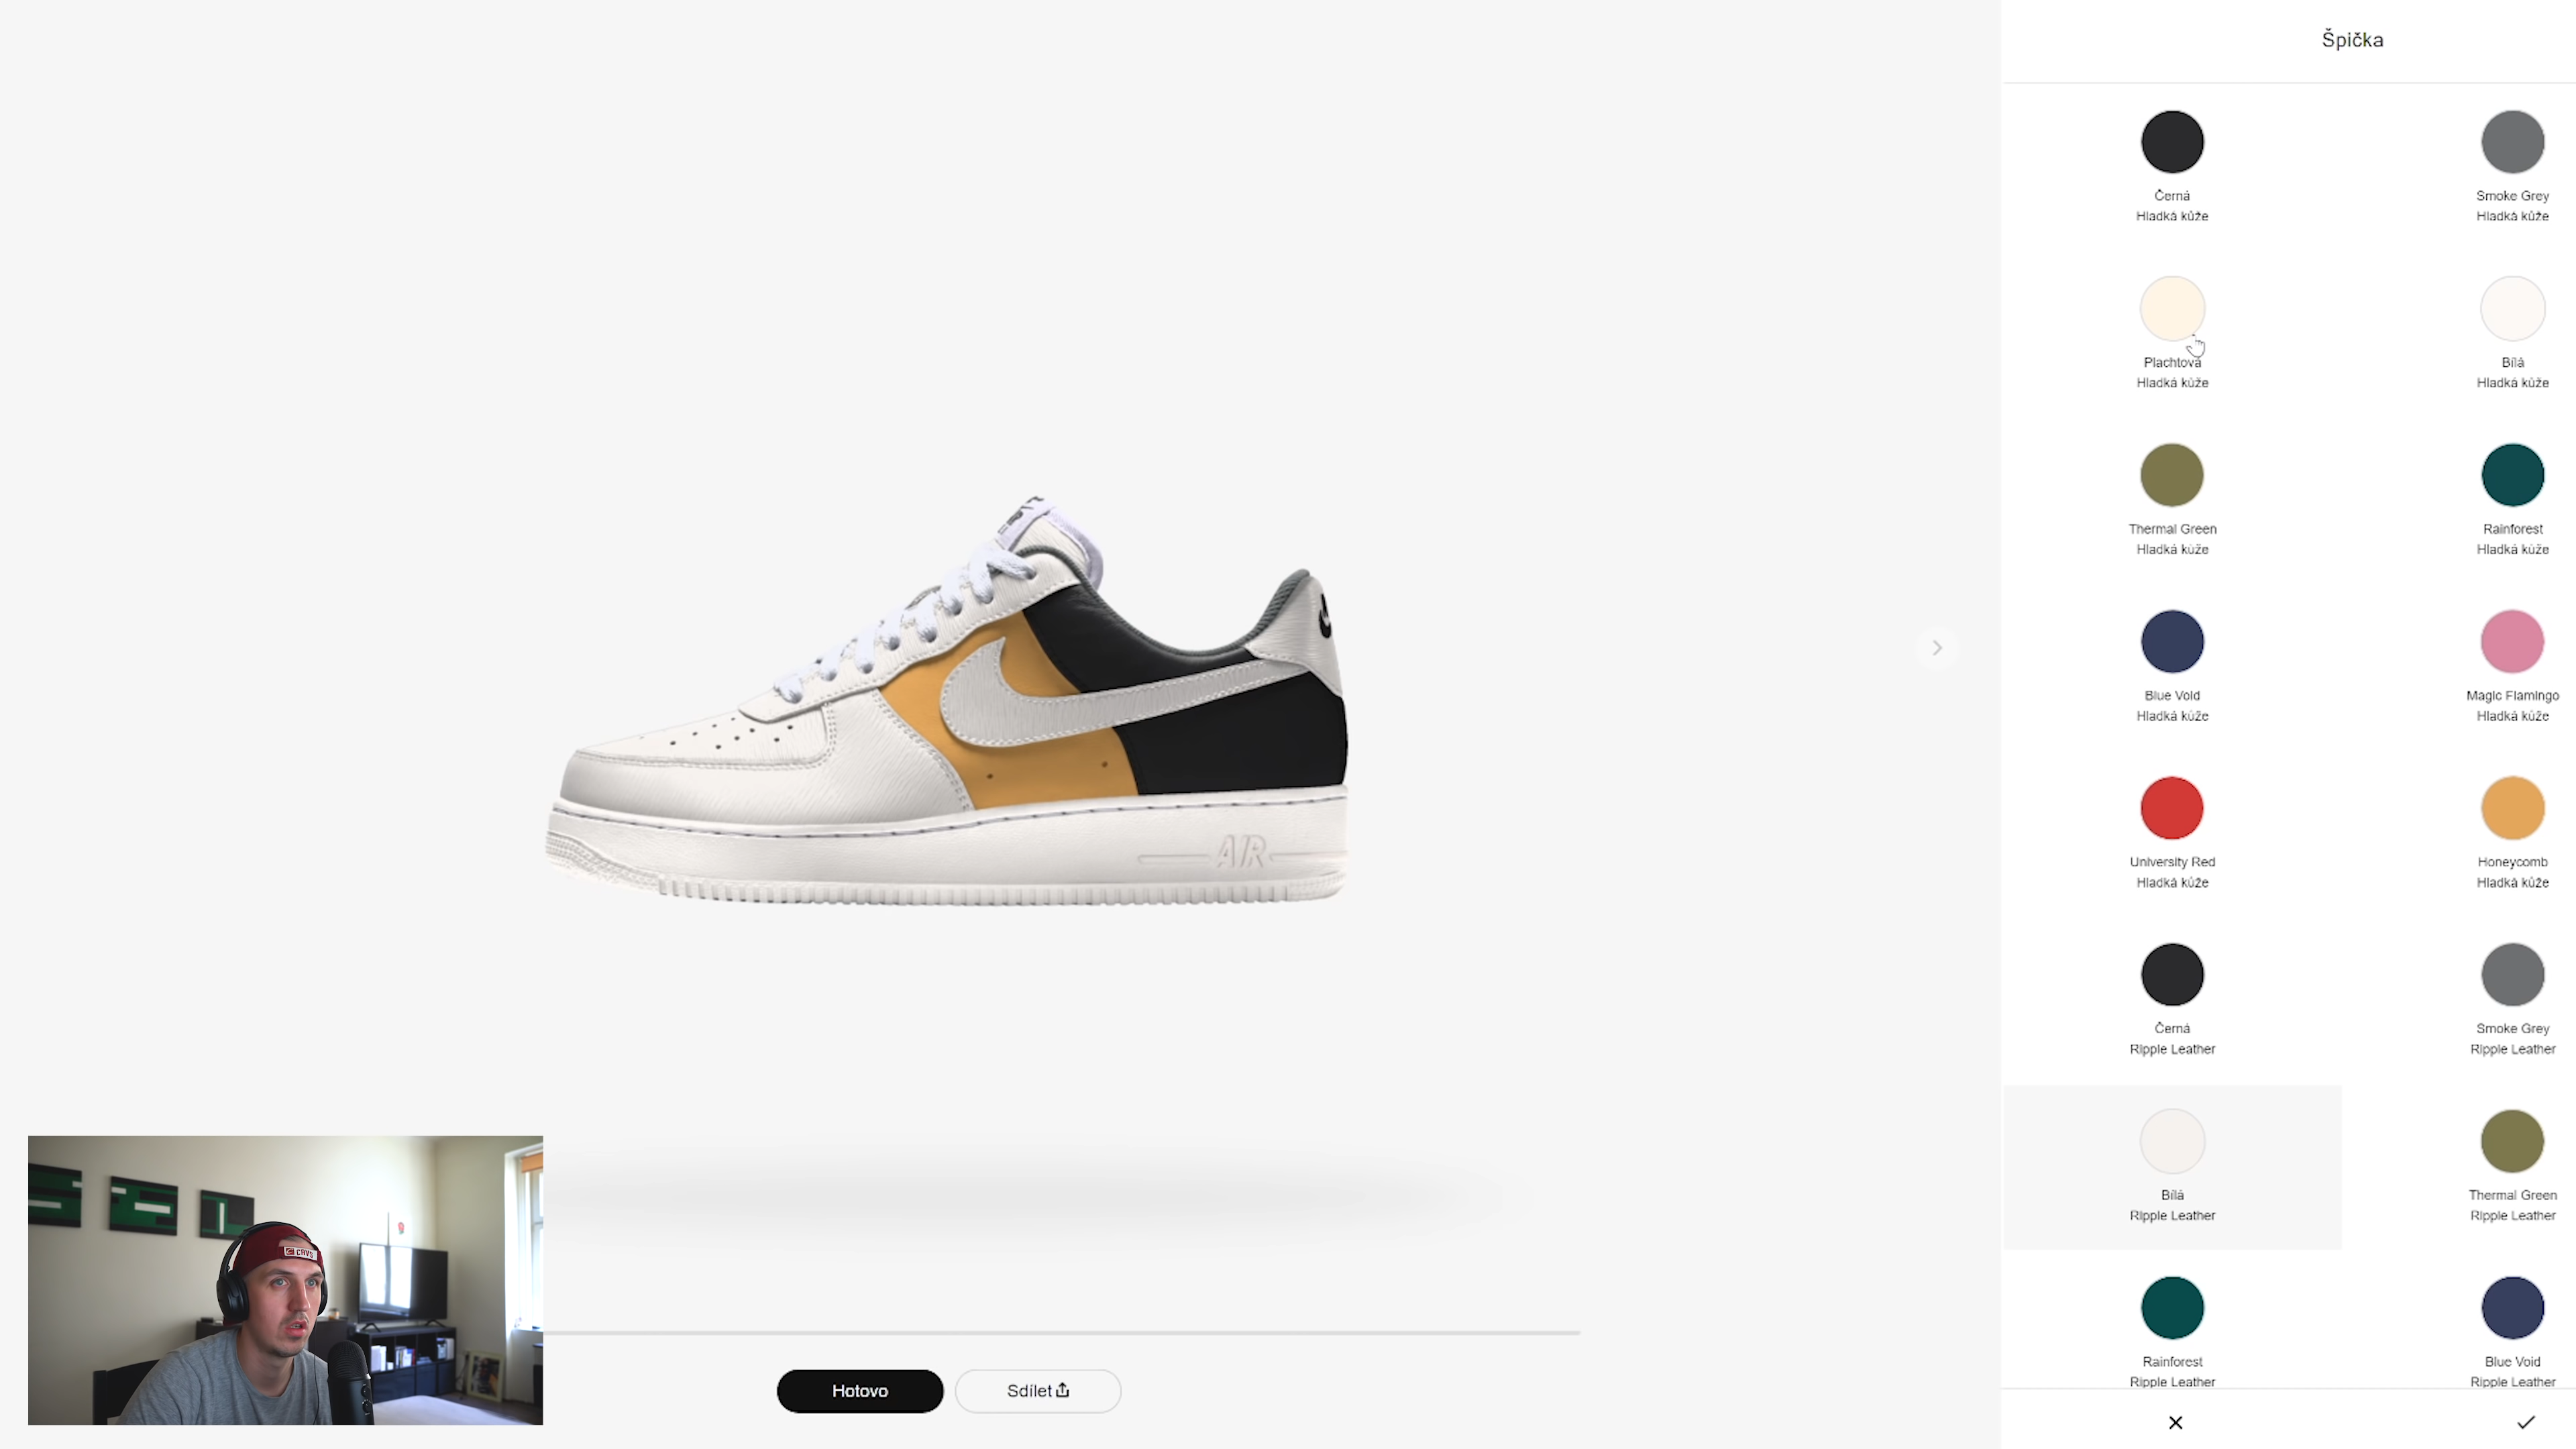 Špička
Černá
Hladká kůže
Smoke Grey
Hladká kůže
Plachtová
Hladká kůže
Bílá
Hladká kůže
Thermal Green
Hladká kůže
Rainforest
Hladká kůže
Blue Void
Hladká kůže
Magic Flamingo
Hladká kůže
University Red
Hladká kůže
Honeycomb
Hladká kůže
Černá
Ripple Leather
Smoke Grey
Ripple Leather
Bílá
Ripple Leather
Thermal Green
Ripple Leather
Rainforest
Ripple Leather
Blue Void
Ripple Leather
AIR
CAVS
Hotovo
Sdílet